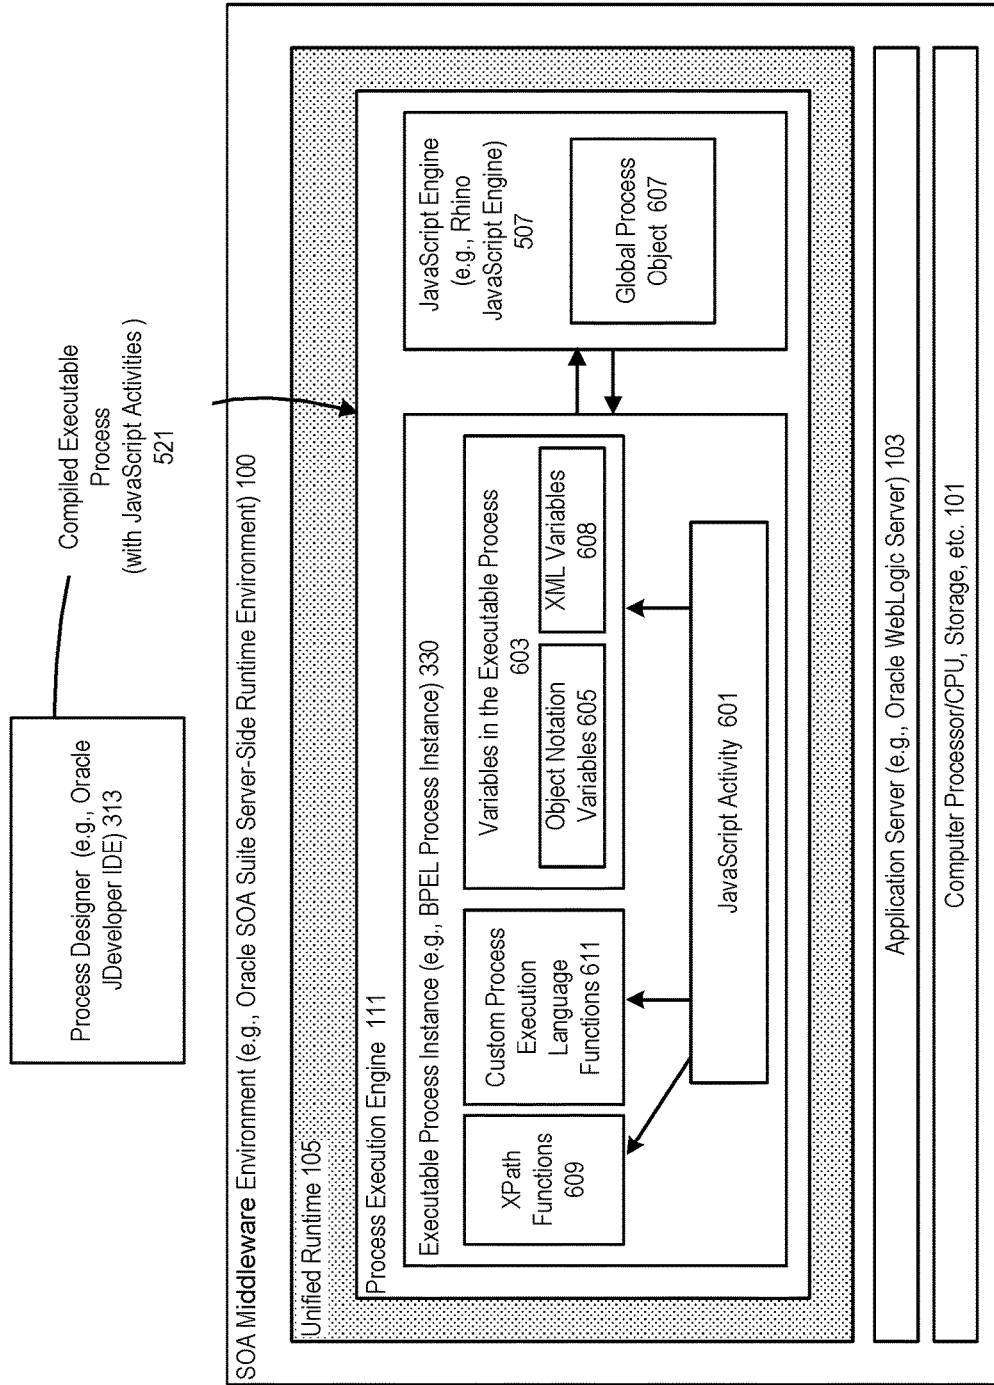 Process Designer (e.g., Oracle
JDeveloper IDE) 313
Compiled Executable
Process
(with JavaScript Activities )
521
SOA Middleware Environment (e.g., Oracle SOA Suite Server-Side Runtime Environment) 100
Unified Runtime 105
Process Execution Engine 111
Executable Process Instance (e.g., BPEL Process Instance) 330
XPath
Functions
609
Custom Process
Execution
Language
Functions 611
Variables in the Executable Process
603
Object Notation
Variables 605
XML Variables
608
JavaScript Activity 601
JavaScript Engine
(e.g., Rhino
JavaScript Engine)
507
Global Process
Object 607
Application Server (e.g., Oracle WebLogic Server) 103
Computer Processor/CPU, Storage, etc. 101